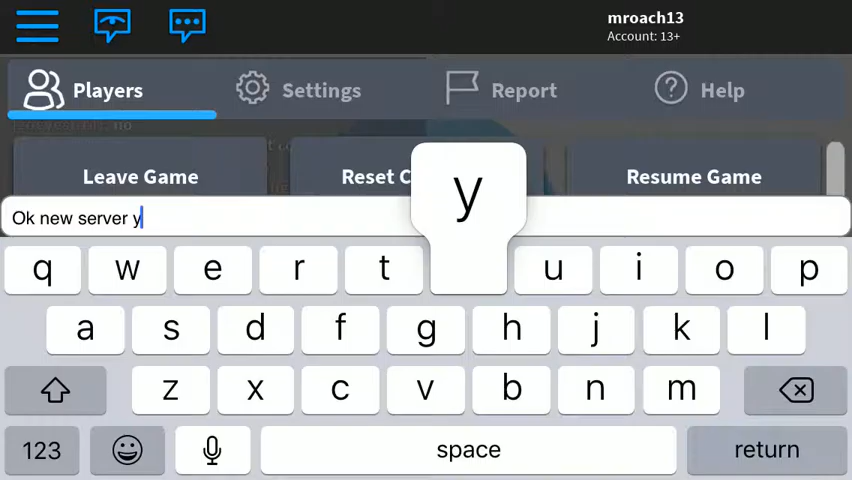 mroach13
Account: 13+
Players
Settings
Report
Help
Leave Game
Reset C
Resume Game
Ok new server y
y
q w e r t u i o p
a s d f g h j k l
z x c v b n m
123
space
return